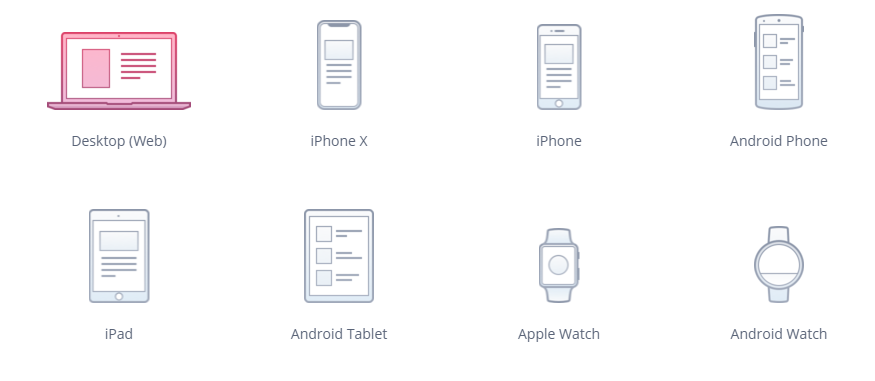 Desktop (Web)
iPhone X
iPhone
Android Phone
iPad
Android Tablet
Apple Watch
Android Watch